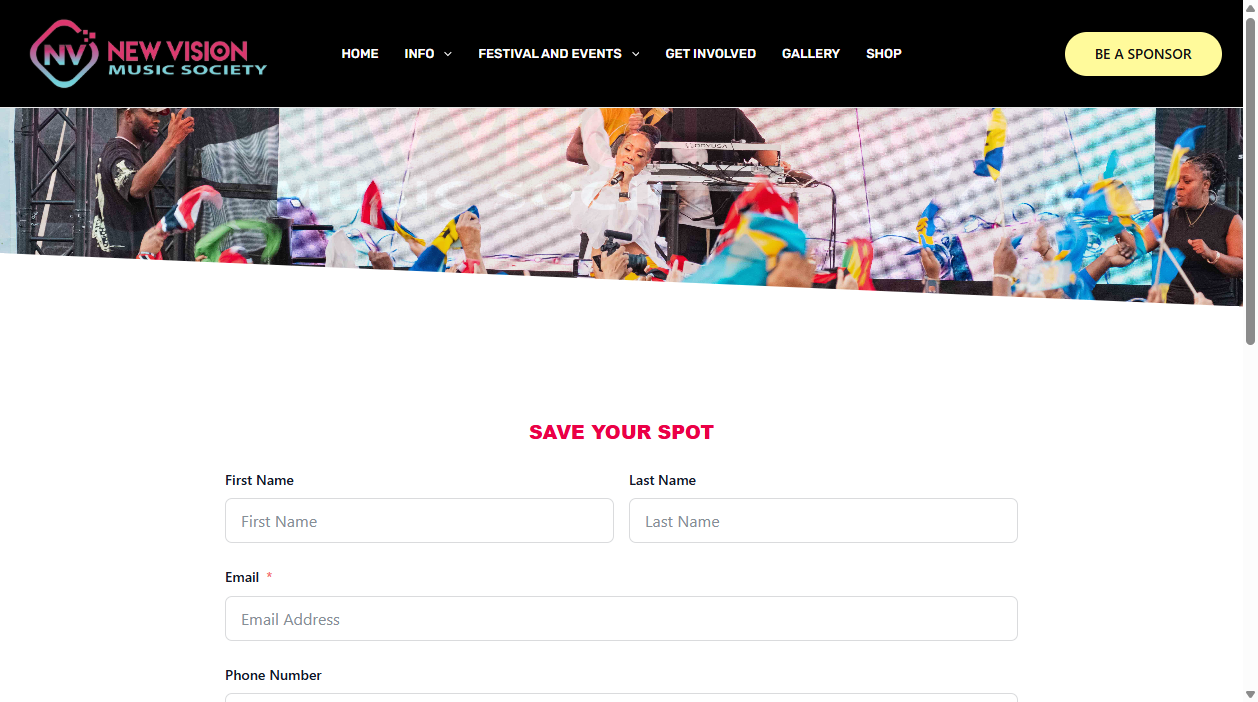 NV NEW VISION
MUSIC SOCIETY
HOME INFO FESTIVAL AND EVENTS GET INVOLVED GALLERY SHOP
BE A SPONSOR
SAVE YOUR SPOT
First Name Last Name
First Name Last Name
Email *
Email Address
Phone Number